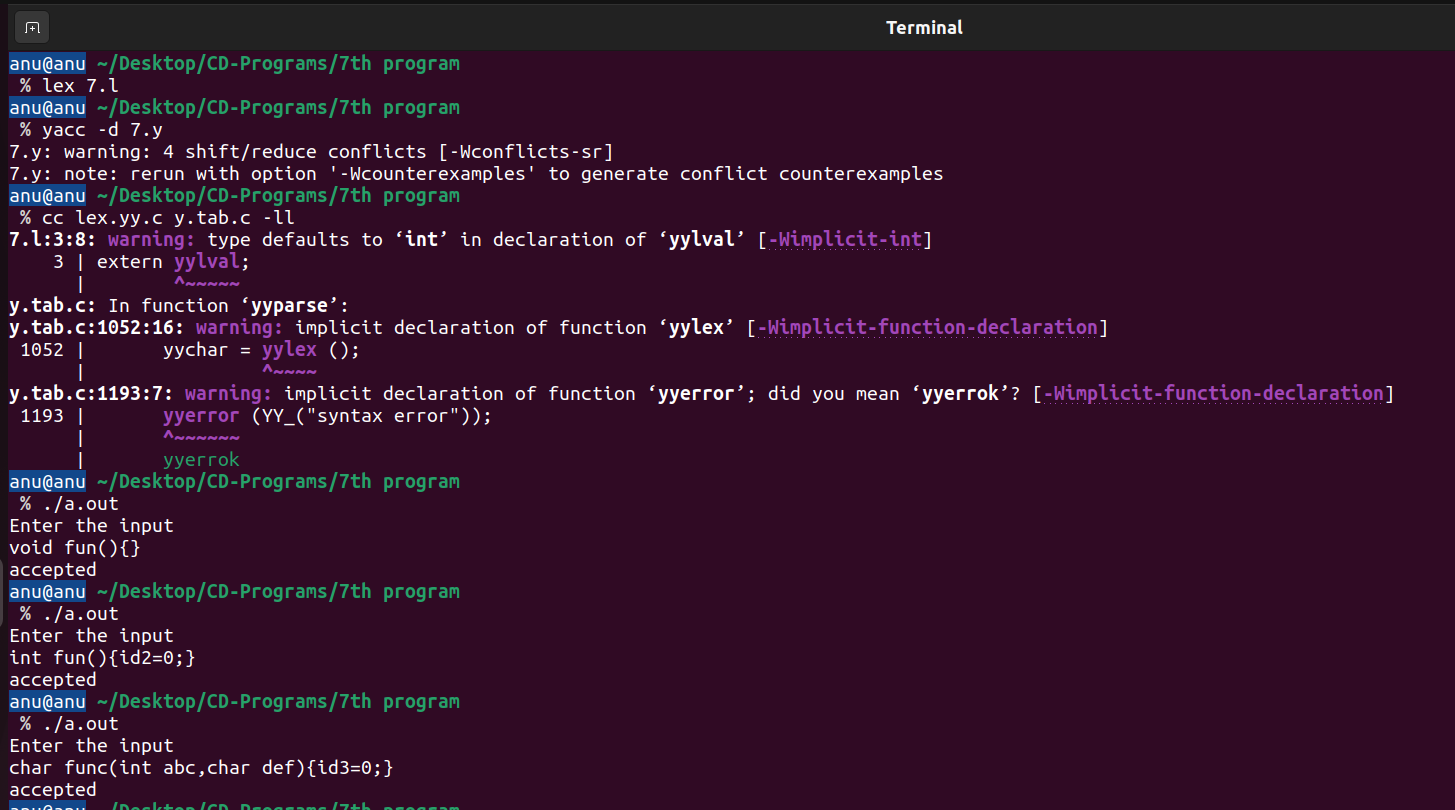 Terminal
anu@anu ~/Desktop/CD-Programs/7th program
% lex 7.l
anu@anu ~/Desktop/CD-Programs/7th program
% yacc -d 7.y
7.y: warning: 4 shift/reduce conflicts [-Wconflicts-sr]
7.y: note: rerun with option '-Wcounterexamples' to generate conflict counterexamples
anu@anu ~/Desktop/CD-Programs/7th program
% cc lex.yy.c y.tab.c -ll
7.l:3:8: warning: type defaults to ‘int’ in declaration of ‘yylval’ [-Wimplicit-int]
3 | extern yylval;
| ^~~~~~
y.tab.c: In function ‘yyparse’:
y.tab.c:1052:16: warning: implicit declaration of function ‘yylex’ [-Wimplicit-function-declaration]
1052 | yychar = yylex ();
| ^~~~~
y.tab.c:1193:7: warning: implicit declaration of function ‘yyerror’; did you mean ‘yyerrok’? [-Wimplicit-function-declaration]
1193 | yyerror (YY_("syntax error"));
| ^~~~~~~
| yyerrok
anu@anu ~/Desktop/CD-Programs/7th program
% ./a.out
Enter the input
void fun(){}
accepted
anu@anu ~/Desktop/CD-Programs/7th program
% ./a.out
Enter the input
int fun(){id2=0;}
accepted
anu@anu ~/Desktop/CD-Programs/7th program
% ./a.out
Enter the input
char func(int abc,char def){id3=0;}
accepted
anu@anu ~/Desktop/CD-Programs/7th program